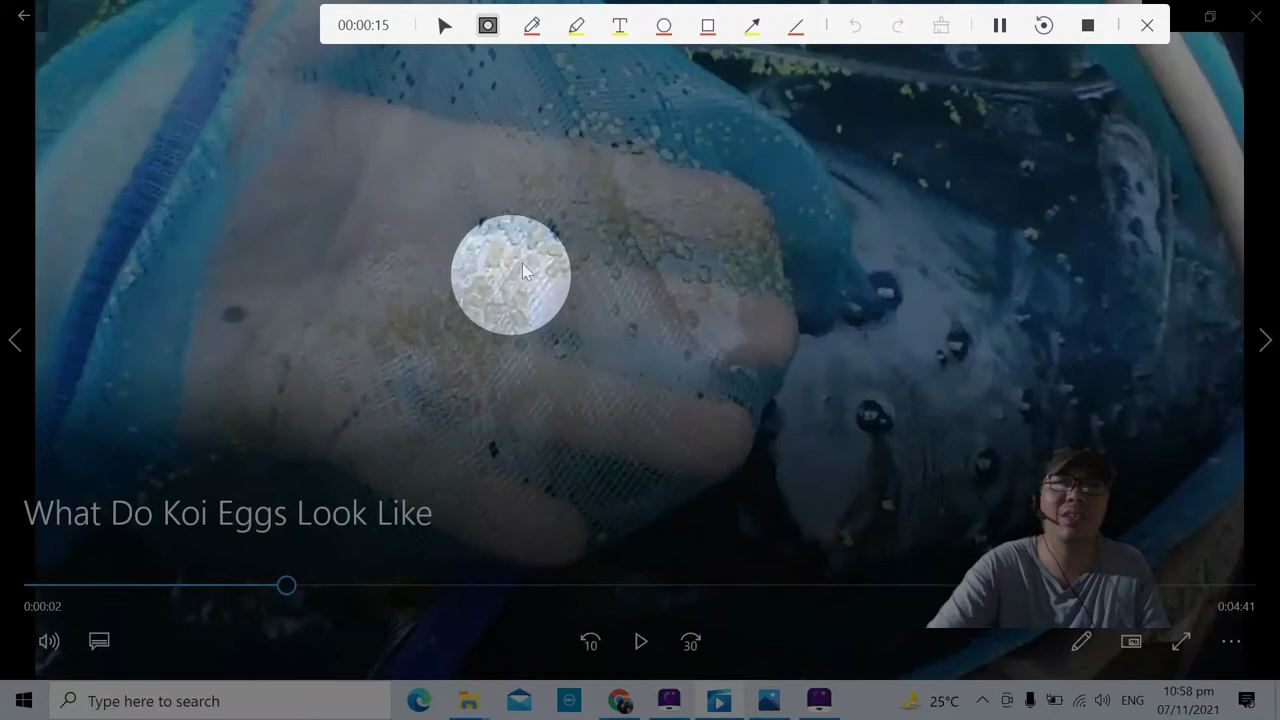 00:00:15
T
What Do Koi Eggs Look Like
0:00:02
0:04:41
10
30
Type here to search
25°C
ENG
10:58 pm
07/11/2021